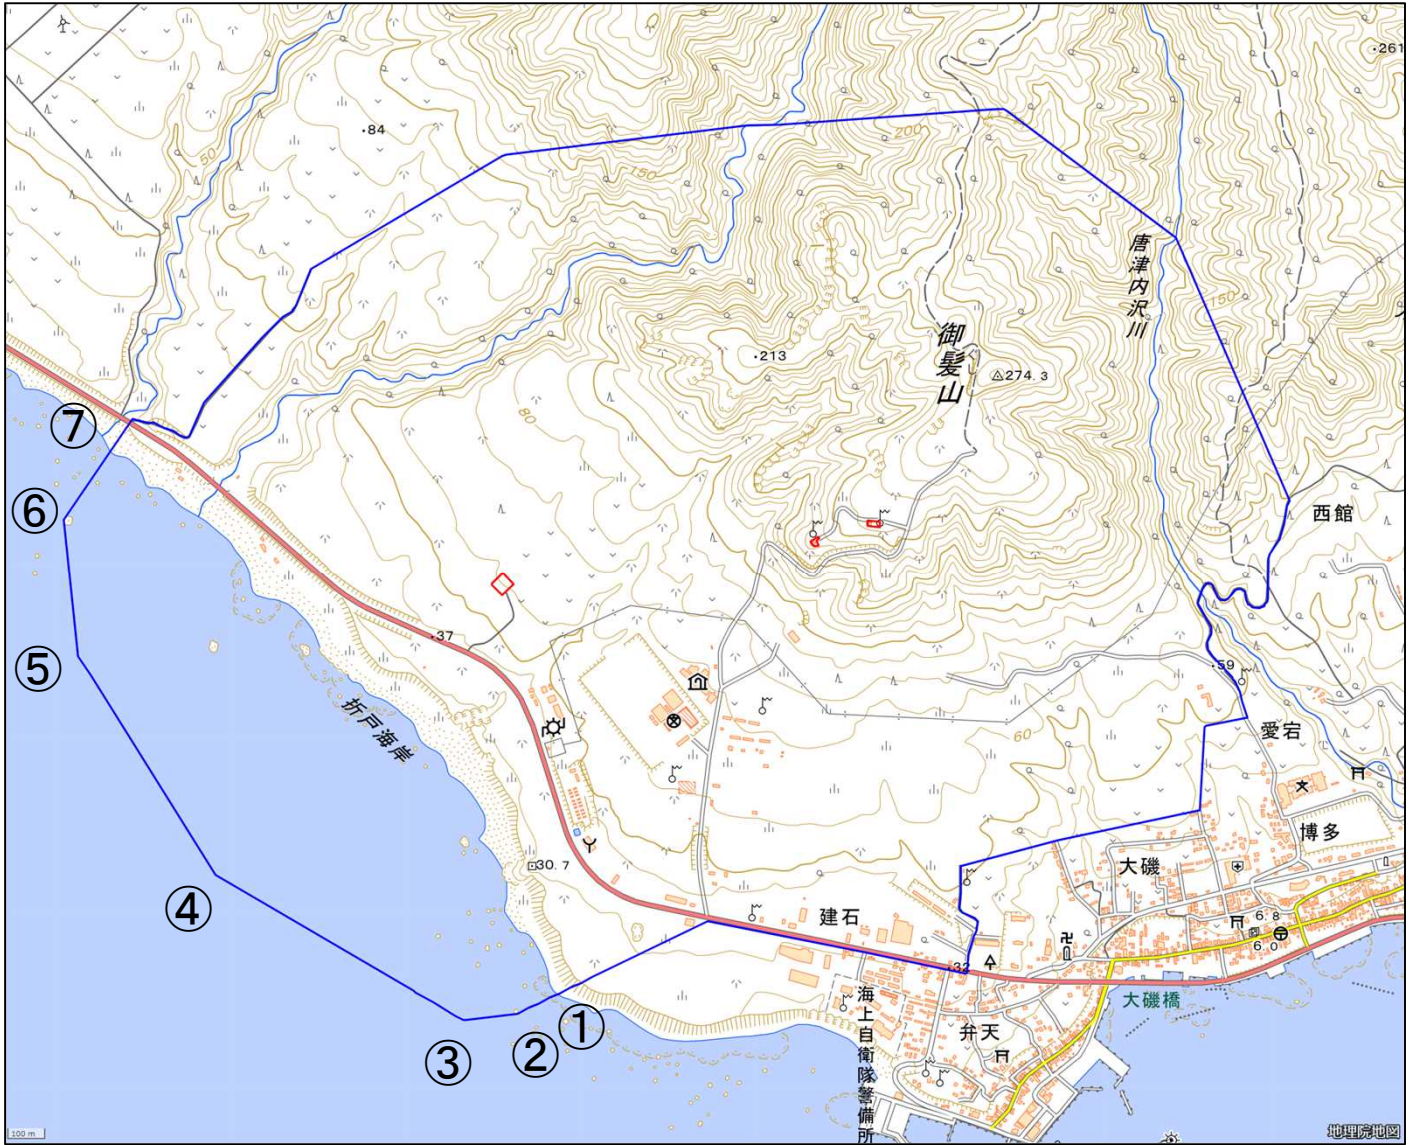 ・261
・84
50
200
150
唐津内沢川
150
御髪山
・213
274.3
80
⑦
⑥
西館
・37
・59
⑤
折戸海岸
60
愛宕
博多
大磯
30.7
④
建石
6.8
6.0
・32
大磯橋
海上自衛隊警備所
弁天
①
②
③
100 m
地理院地図